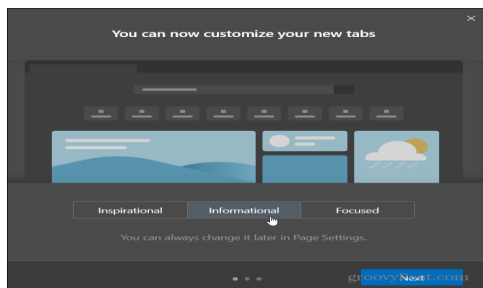 You can now customize your new tabs
Inspirational Informational Focused
You can always change it later in Page Settings.
Next
groovyPost.com